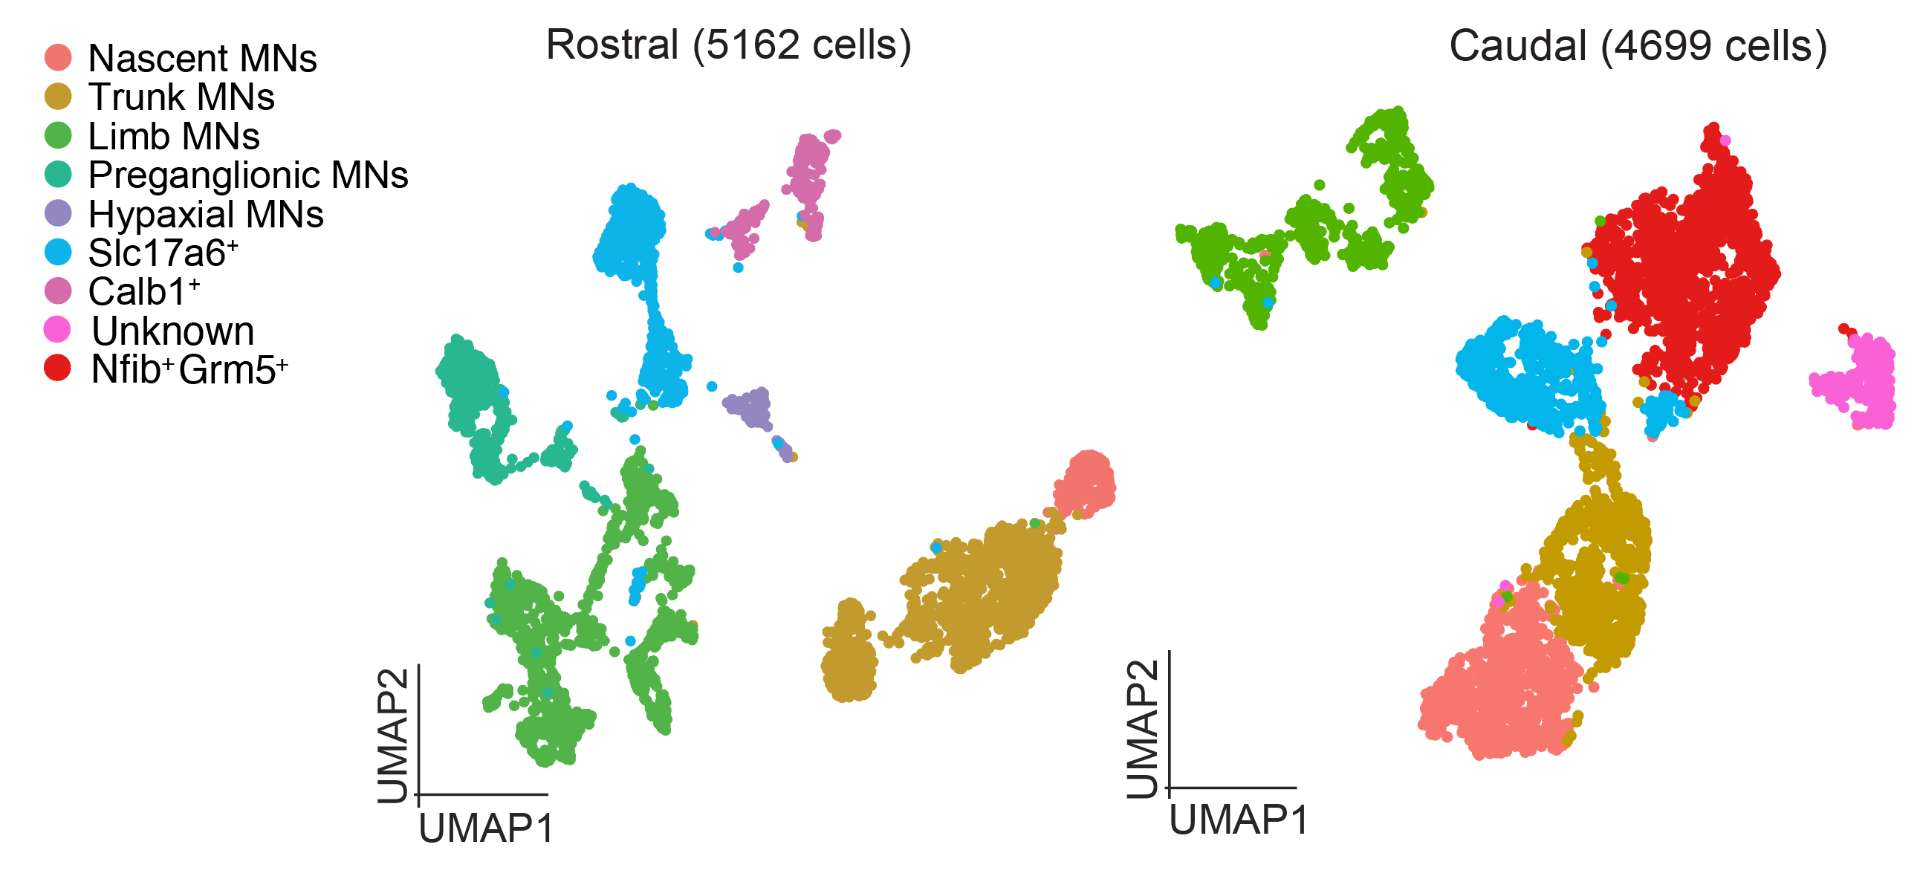 Rostral (5162 cells)
Caudal (4699 cells)
Nascent MNs
Trunk MNs
Limb MNs
Preganglionic MNs
Hypaxial MNs
Slc17a6⁺
Calb1⁺
Unknown
Nfib⁺Grm5⁺
UMAP2
UMAP1
UMAP2
UMAP1